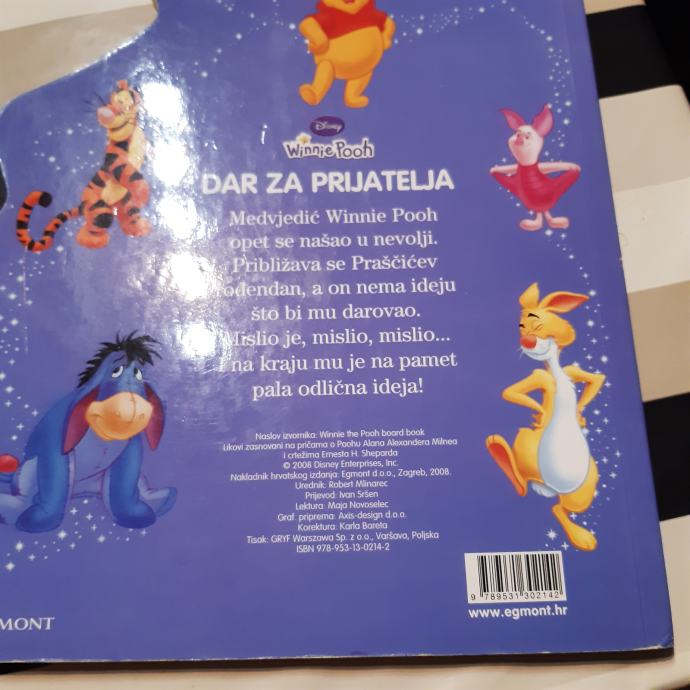 Disney
Winnie Pooh
DAR ZA PRIJATELJA
Medvjedić Winnie Pooh
opet se našao u nevolji.
Približava se Praščićev
ođendan, a on nema ideju
što bi mu darovao.
Mislio je, mislio, mislio...
I na kraju mu je na pamet
pala odlična ideja!
Naslov izvornika: Winnie the Pooh board book
Likovi zasnovani na pričama o Poohu Alana Alexandera Milnea
i crtežima Ernesta H. Sheparda
© 2008 Disney Enterprises, Inc.
Nakladnik hrvatskog izdanja: Egmont d.o.o., Zagreb, 2008.
Urednik: Robert Mlinarec
Prijevod: Ivan Sršen
Lektura: Maja Novoselec
Graf. priprema: Axis-design d.o.o.
Korektura: Karla Bareta
Tisak: GRYF Warszawa Sp. z o.o., Varšava, Poljska
ISBN 978-953-13-0214-2
9 789531 302142
www.egmont.hr
MONT